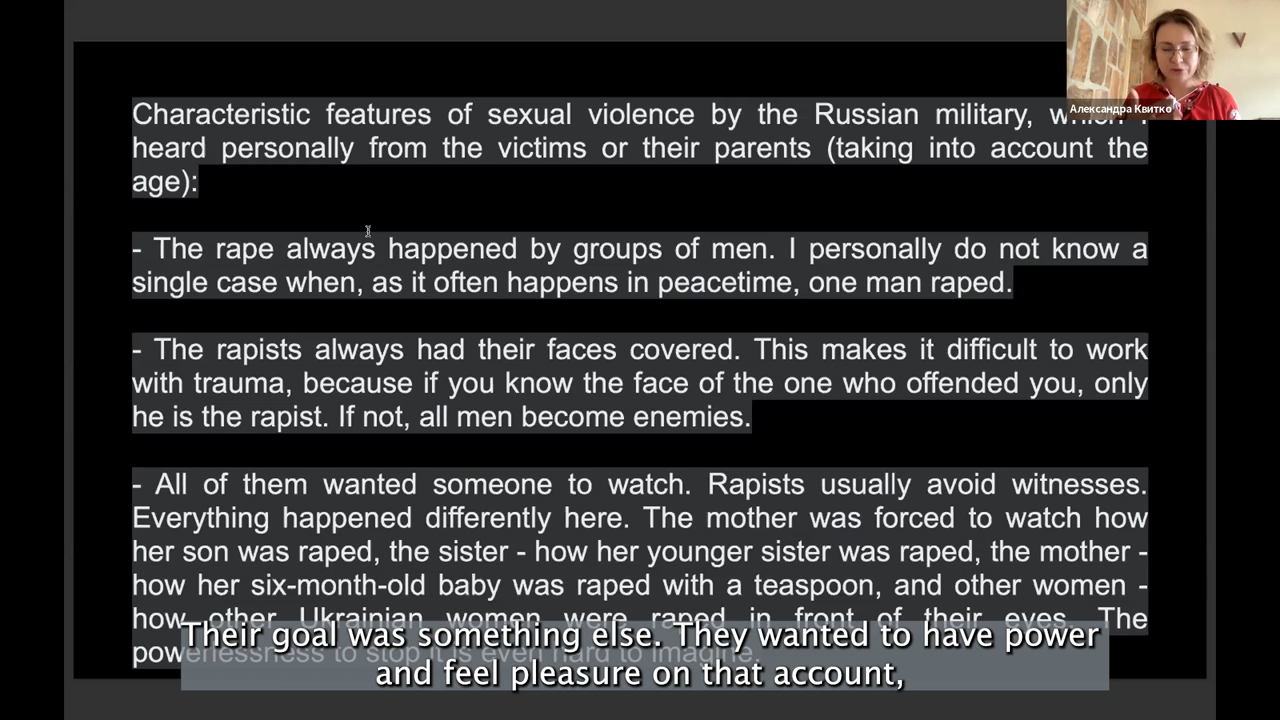 Александра Квитко
Characteristic features of sexual violence by the Russian military, which I
heard personally from the victims or their parents (taking into account the
age):
- The rape always happened by groups of men. I personally do not know a
single case when, as it often happens in peacetime, one man raped.
- The rapists always had their faces covered. This makes it difficult to work
with trauma, because if you know the face of the one who offended you, only
he is the rapist. If not, all men become enemies.
- All of them wanted someone to watch. Rapists usually avoid witnesses.
Everything happened differently here. The mother was forced to watch how
her son was raped, the sister - how her younger sister was raped, the mother -
how her six-month-old baby was raped with a teaspoon, and other women -
how other Ukrainian women were raped in front of their eyes. The
powerlessness to stop it is even hard to imagine.
Their goal was something else. They wanted to have power
and feel pleasure on that account,